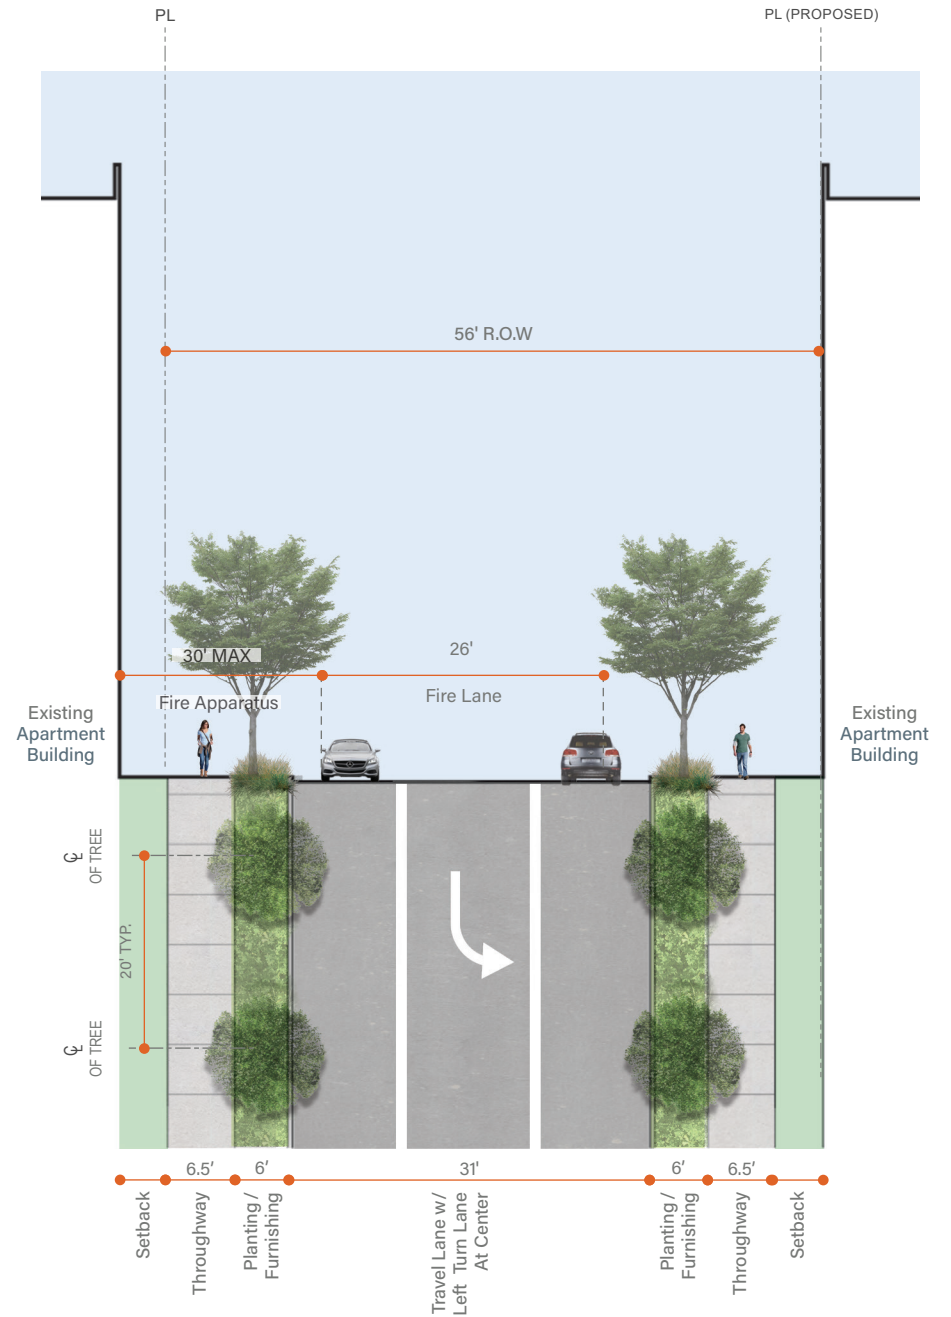 PL
PL (PROPOSED)
56' R.O.W
30' MAX
26'
Fire Apparatus
Fire Lane
Existing
Apartment
Building
Existing
Apartment
Building
℄
OF TREE
20' TYP.
℄
OF TREE
6.5'
6'
31'
6'
6.5'
Setback
Throughway
Planting /
Furnishing
Travel Lane w/
Left Turn Lane
At Center
Planting /
Furnishing
Throughway
Setback